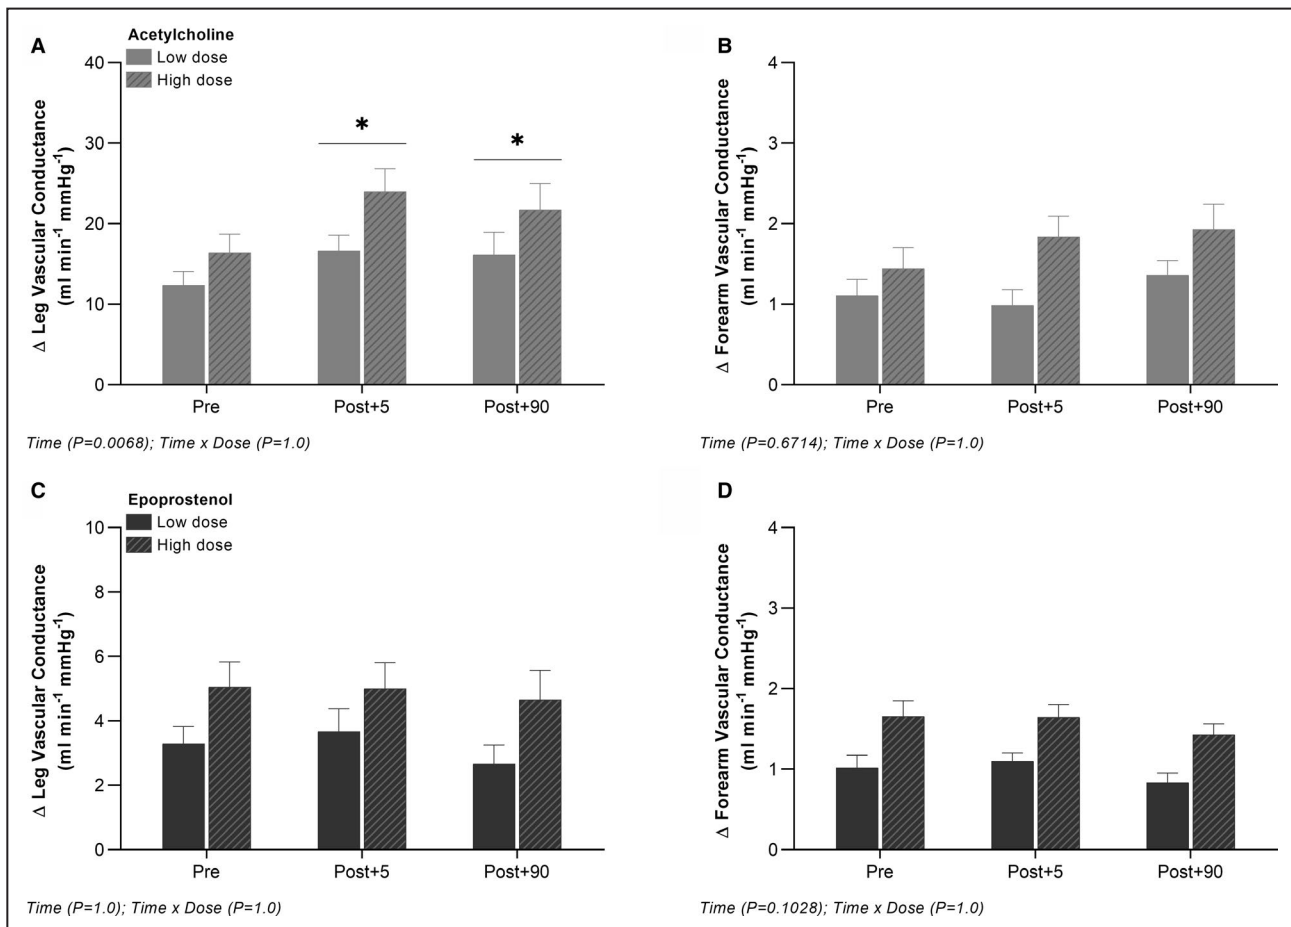 A
Acetylcholine
Low dose
High dose
Δ Leg Vascular Conductance
(ml min⁻¹ mmHg⁻¹)
40
30
20
10
0
*
*
Pre
Post+5
Post+90
Time (P=0.0068); Time x Dose (P=1.0)
B
Δ Forearm Vascular Conductance
(ml min⁻¹ mmHg⁻¹)
4
3
2
1
0
Pre
Post+5
Post+90
Time (P=0.6714); Time x Dose (P=1.0)
C
Epoprostenol
Low dose
High dose
Δ Leg Vascular Conductance
(ml min⁻¹ mmHg⁻¹)
10
8
6
4
2
0
Pre
Post+5
Post+90
Time (P=1.0); Time x Dose (P=1.0)
D
Δ Forearm Vascular Conductance
(ml min⁻¹ mmHg⁻¹)
4
3
2
1
0
Pre
Post+5
Post+90
Time (P=0.1028); Time x Dose (P=1.0)